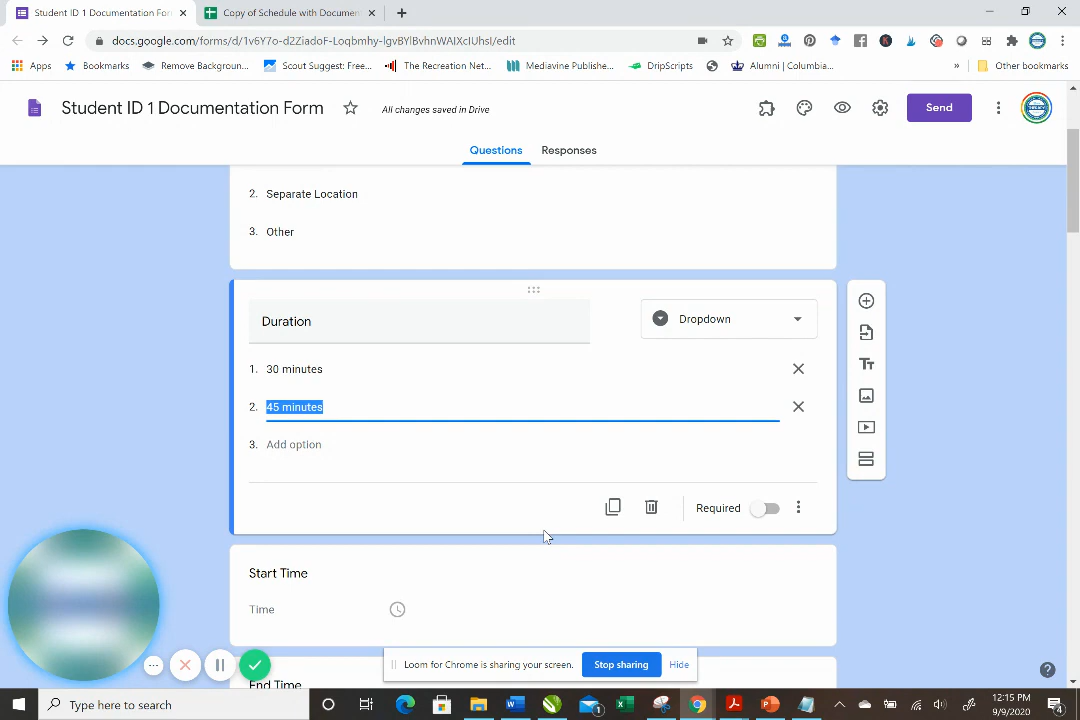 Student ID 1 Documentation For
Copy of Schedule with Documen
docs.google.com/forms/d/1v6Y7o-d2ZiadoF-Loqbmhy-lgvBYlBvhnWAIXcIUhsI/edit
Apps
Bookmarks
Remove Backgroun...
Scout Suggest: Free...
The Recreation Net...
Mediavine Publishe...
DripScripts
Alumni | Columbia...
»
Other bookmarks
Student ID 1 Documentation Form
All changes saved in Drive
Send
Questions
Responses
2. Separate Location
3. Other
Duration
Dropdown
1. 30 minutes
2. 45 minutes
3. Add option
Required
Start Time
Time
End Time
Loom for Chrome is sharing your screen.
Stop sharing
Hide
Type here to search
12:15 PM
9/9/2020